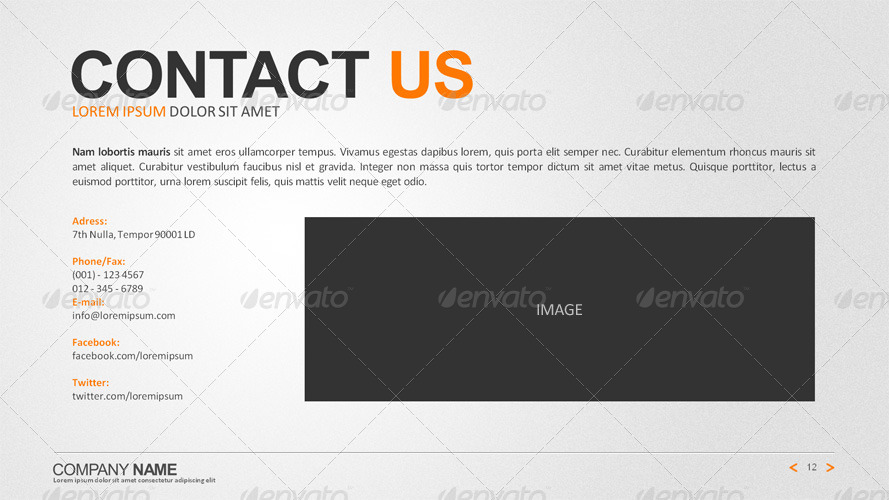 CONTACT US
LOREM IPSUM DOLOR SIT AMET
Nam lobortis mauris sit amet eros ullamcorper tempus. Vivamus egestas dapibus lorem, quis porta elit semper nec. Curabitur elementum rhoncus mauris sit
amet aliquet. Curabitur vestibulum faucibus nisl et gravida. Integer non massa quis tortor tempor dictum sit amet vitae metus. Quisque porttitor, lectus a
euismod porttitor, urna lorem suscipit felis, quis mattis velit neque eget odio.
Adress:
7th Nulla, Tempor 90001 LD
Phone/Fax:
(001) - 123 4567
012 - 345 - 6789
E-mail:
info@loremipsum.com
Facebook:
facebook.com/loremipsum
Twitter:
twitter.com/loremipsum
IMAGE
COMPANY NAME
Lorem ipsum dolor sit amet consectetur adipiscing elit
< 12 >
envato envato envato envato envato
envato envato envato envato envato
envato envato envato envato envato